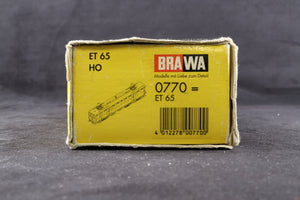 ET 65
HO
BRAWA
Modelle mit Liebe zum Detail
0770 =
ET 65
4 012278 007700